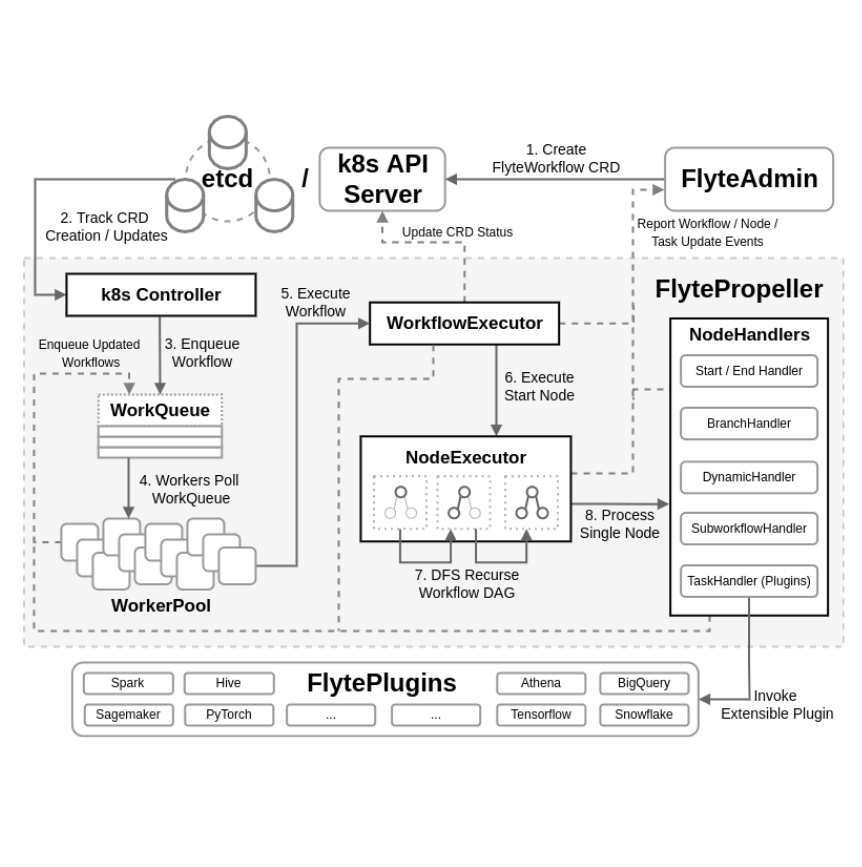 etcd
/
k8s API
Server
1. Create
FlyteWorkflow CRD
FlyteAdmin
2. Track CRD
Creation / Updates
Update CRD Status
Report Workflow / Node /
Task Update Events
FlytePropeller
k8s Controller
5. Execute
Workflow
WorkflowExecutor
NodeHandlers
Enqueue Updated
Workflows
3. Enqueue
Workflow
Start / End Handler
6. Execute
Start Node
WorkQueue
BranchHandler
NodeExecutor
4. Workers Poll
WorkQueue
DynamicHandler
8. Process
Single Node
SubworkflowHandler
7. DFS Recurse
Workflow DAG
TaskHandler (Plugins)
WorkerPool
FlytePlugins
Spark
Hive
Athena
BigQuery
Sagemaker
PyTorch
...
...
Tensorflow
Snowflake
Invoke
Extensible Plugin